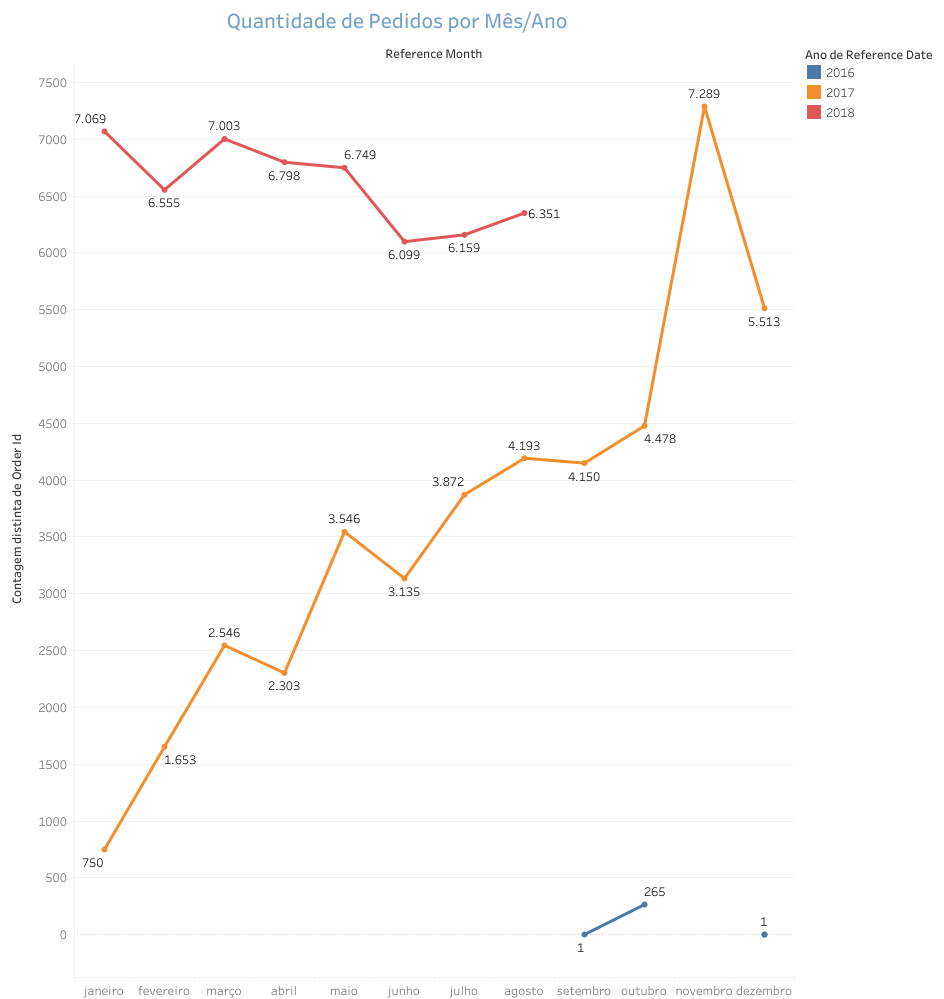 Quantidade de Pedidos por Mês/Ano
Reference Month
Ano de Reference Date
2016
2017
2018
Contagem distinta de Order Id
7500
7000
6500
6000
5500
5000
4500
4000
3500
3000
2500
2000
1500
1000
500
0
7.069
6.555
7.003
6.798
6.749
6.099
6.159
6.351
750
1.653
2.546
2.303
3.546
3.135
3.872
4.193
4.150
4.478
7.289
5.513
1
265
1
janeiro
fevereiro
março
abril
maio
junho
julho
agosto
setembro
outubro
novembro
dezembro